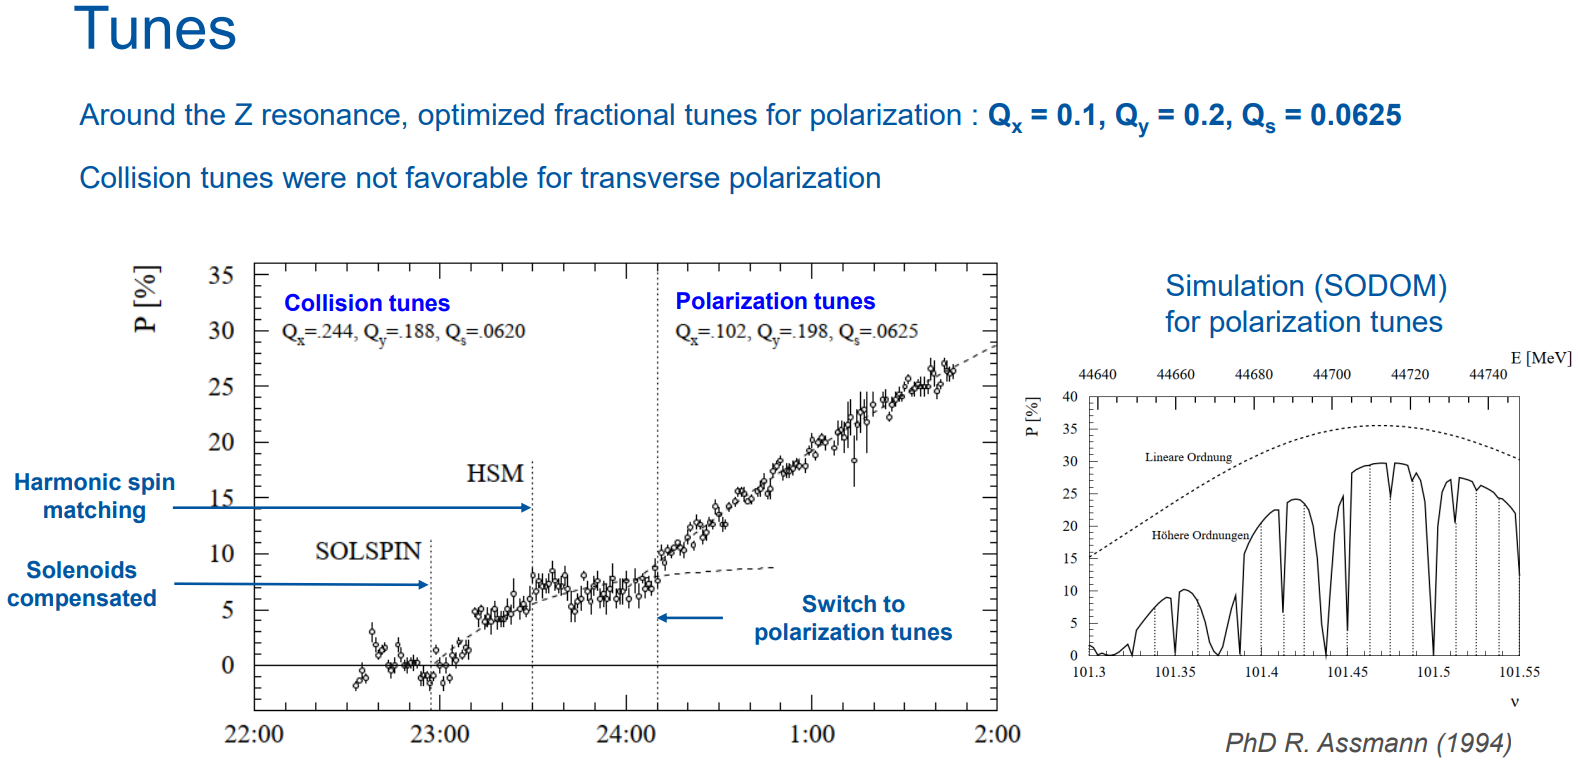 Tunes
Around the Z resonance, optimized fractional tunes for polarization : Qx = 0.1, Qy = 0.2, Qs = 0.0625
Collision tunes were not favorable for transverse polarization
P [%]
35
30
25
20
15
10
5
0
22:00
23:00
24:00
1:00
2:00
Collision tunes
Qx=.244, Qy=.188, Qs=.0620
Polarization tunes
Qx=.102, Qy=.198, Qs=.0625
HSM
SOLSPIN
Harmonic spin
matching
Solenoids
compensated
Switch to
polarization tunes
Simulation (SODOM)
for polarization tunes
E [MeV]
44640
44660
44680
44700
44720
44740
P [%]
40
35
30
25
20
15
10
5
0
Lineare Ordnung
Höhere Ordnungen
101.3
101.35
101.4
101.45
101.5
101.55
ν
PhD R. Assmann (1994)